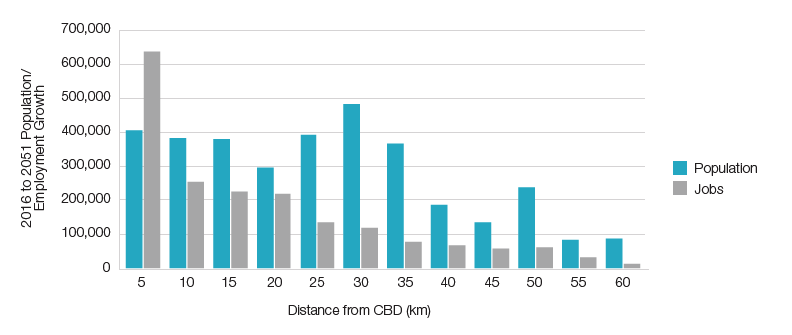 700,000
600,000
500,000
400,000
300,000
200,000
100,000
0
2016 to 2051 Population/
Employment Growth
5 10 15 20 25 30 35 40 45 50 55 60
Distance from CBD (km)
Population
Jobs